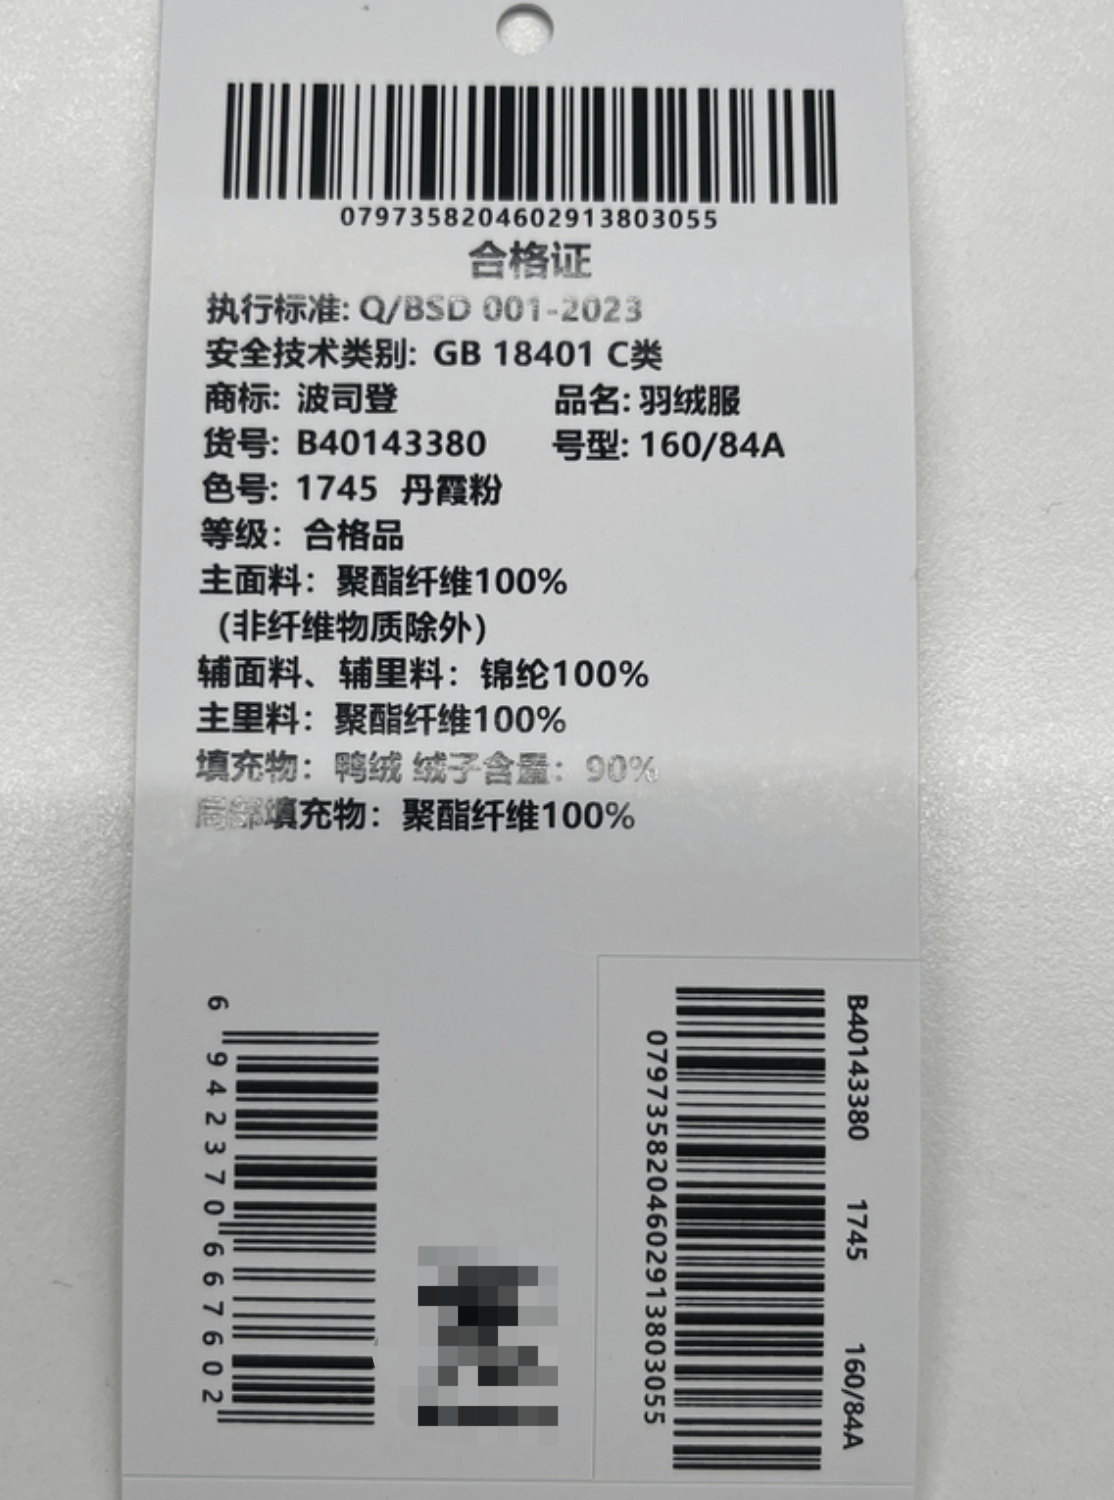 0797358204602913803055
合格证
执行标准: Q/BSD 001-2023
安全技术类别: GB 18401 C类
商标: 波司登 品名: 羽绒服
货号: B40143380 号型: 160/84A
色号: 1745 丹霞粉
等级: 合格品
主面料: 聚酯纤维100%
(非纤维物质除外)
辅面料、辅里料: 锦纶100%
主里料: 聚酯纤维100%
填充物: 鸭绒 绒子含量: 90%
局部填充物: 聚酯纤维100%
6 942370 667602
0797358204602913803055
B40143380 1745 160/84A